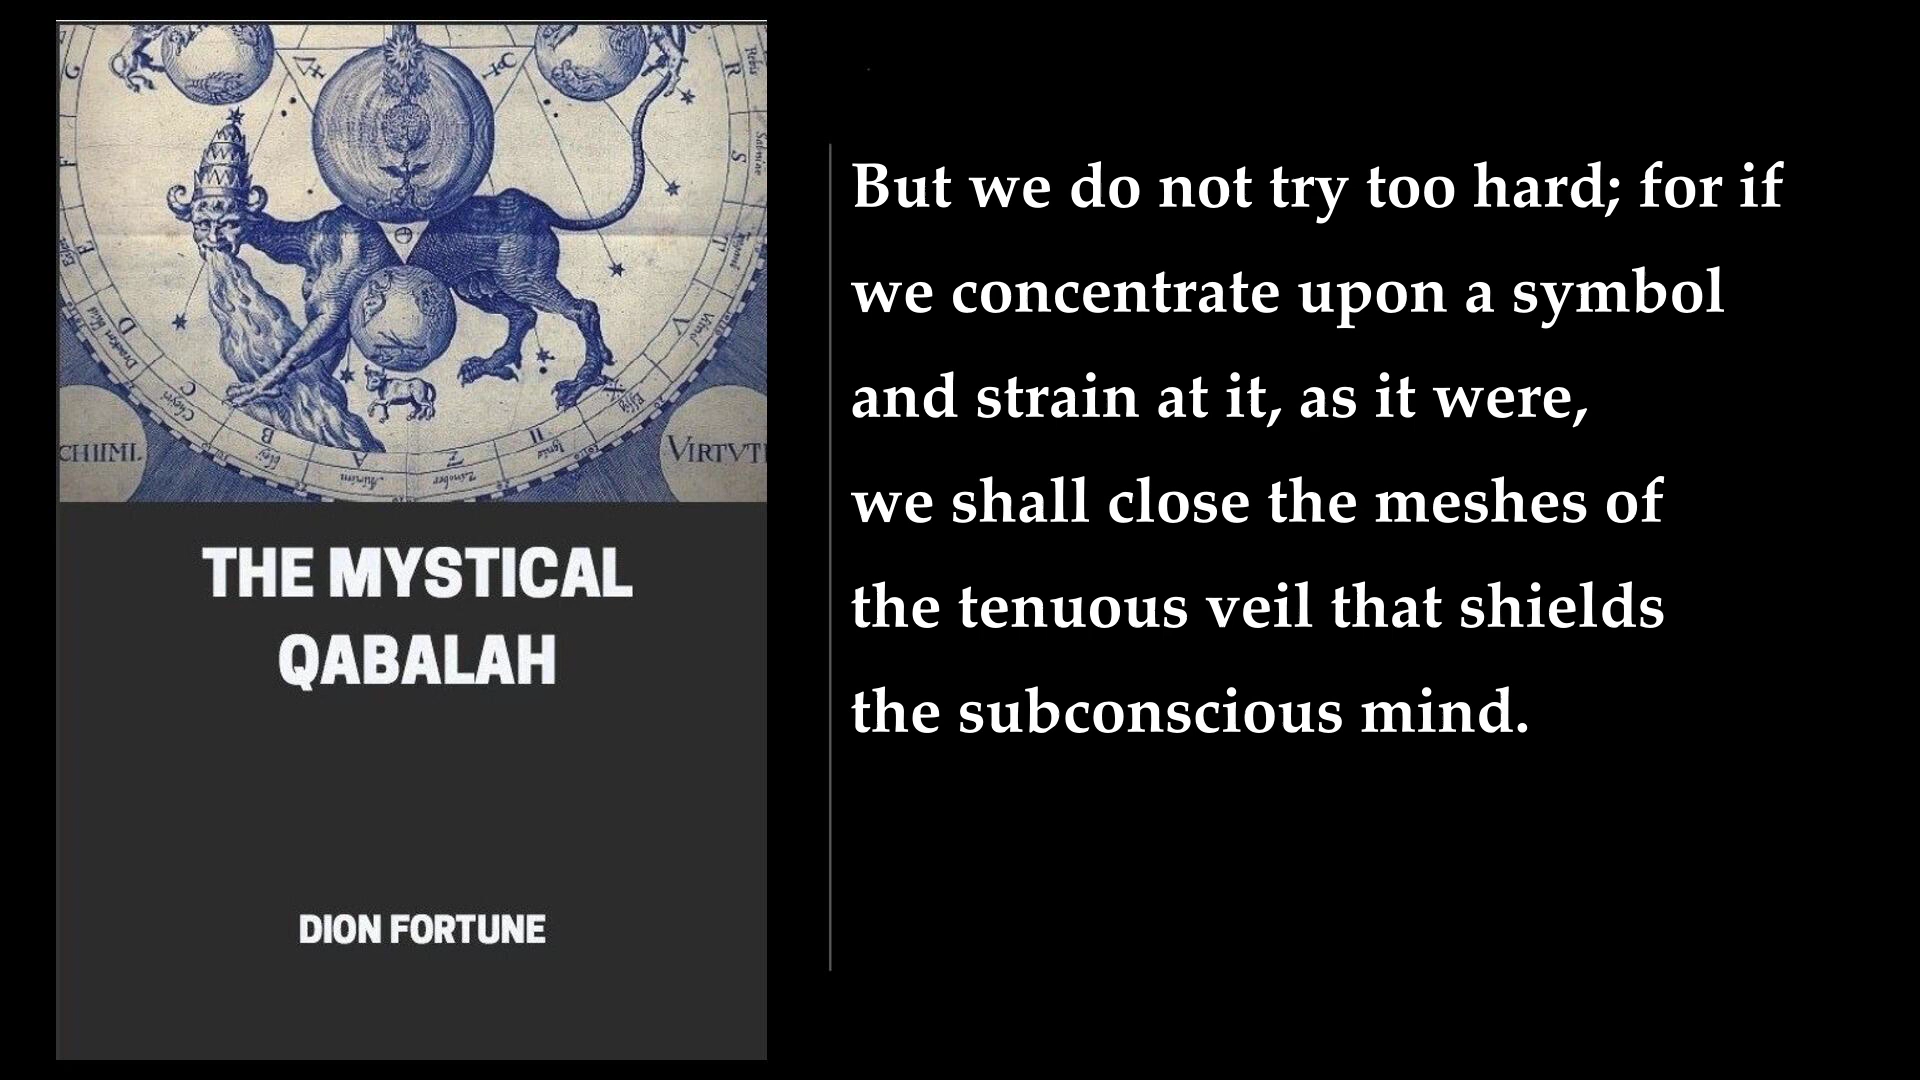 THE MYSTICAL
QABALAH
DION FORTUNE
CHIIMI.
VIRTVTI
But we do not try too hard; for if
we concentrate upon a symbol
and strain at it, as it were,
we shall close the meshes of
the tenuous veil that shields
the subconscious mind.